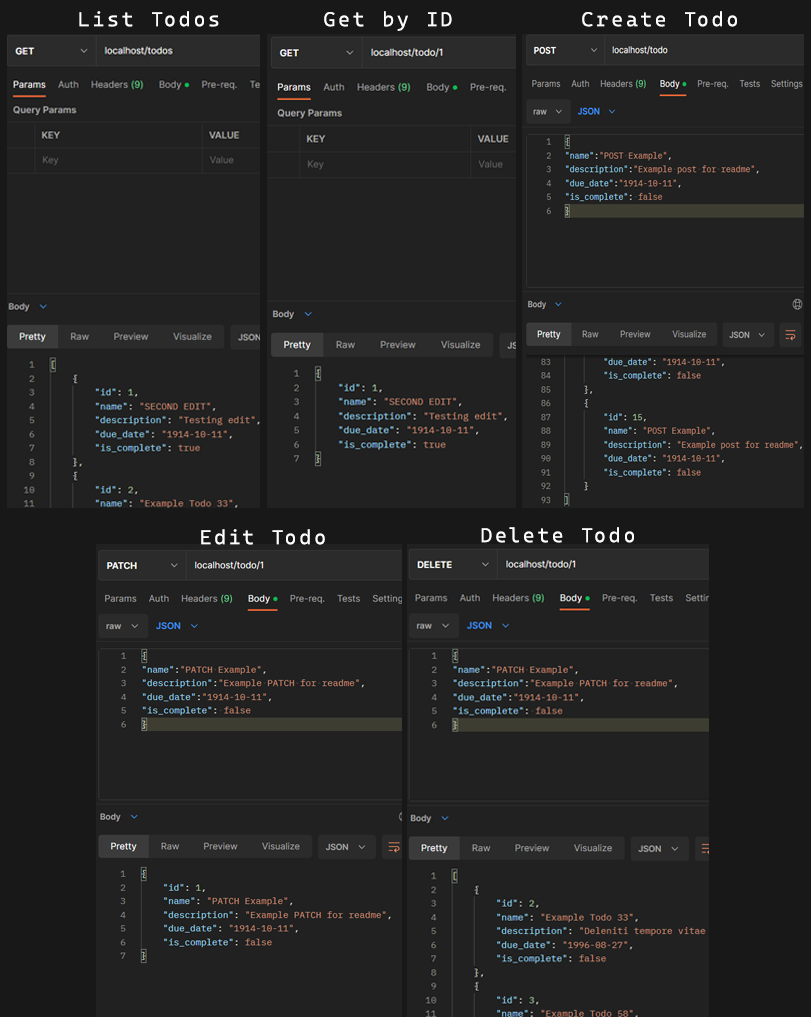 List Todos
GET localhost/todos
Params Auth Headers (9) Body Pre-req. Te
Query Params
KEY VALUE
Key Value
Body
Pretty Raw Preview Visualize JSON
1 [
2 {
3 "id": 1,
4 "name": "SECOND EDIT",
5 "description": "Testing edit",
6 "due_date": "1914-10-11",
7 "is_complete": true
8 },
9 {
10 "id": 2,
11 "name": "Example Todo 33",
Get by ID
GET localhost/todo/1
Params Auth Headers (9) Body Pre-req.
Query Params
KEY VALUE
Key Value
Body
Pretty Raw Preview Visualize JS
1 {
2 "id": 1,
3 "name": "SECOND EDIT",
4 "description": "Testing edit",
5 "due_date": "1914-10-11",
6 "is_complete": true
7 }
Create Todo
POST localhost/todo
Params Auth Headers (9) Body Pre-req. Tests Settings
raw JSON
1 {
2 "name":"POST Example",
3 "description":"Example post for readme",
4 "due_date":"1914-10-11",
5 "is_complete": false
6 }
Body
Pretty Raw Preview Visualize JSON
83 "due_date": "1914-10-11",
84 "is_complete": false
85 },
86 {
87 "id": 15,
88 "name": "POST Example",
89 "description": "Example post for readme",
90 "due_date": "1914-10-11",
91 "is_complete": false
92 }
93 ]
Edit Todo
PATCH localhost/todo/1
Params Auth Headers (9) Body Pre-req. Tests Setting
raw JSON
1 {
2 "name":"PATCH Example",
3 "description":"Example PATCH for readme",
4 "due_date":"1914-10-11",
5 "is_complete": false
6 }
Body
Pretty Raw Preview Visualize JSON
1 {
2 "id": 1,
3 "name": "PATCH Example",
4 "description": "Example PATCH for readme",
5 "due_date": "1914-10-11",
6 "is_complete": false
7 }
Delete Todo
DELETE localhost/todo/1
Params Auth Headers (9) Body Pre-req. Tests Settin
raw JSON
1 {
2 "name":"PATCH Example",
3 "description":"Example PATCH for readme",
4 "due_date":"1914-10-11",
5 "is_complete": false
6 }
Body
Pretty Raw Preview Visualize JSON
1 [
2 {
3 "id": 2,
4 "name": "Example Todo 33",
5 "description": "Deleniti tempore vitae
6 "due_date": "1996-08-27",
7 "is_complete": false
8 },
9 {
10 "id": 3,
11 "name": "Example Todo 58",